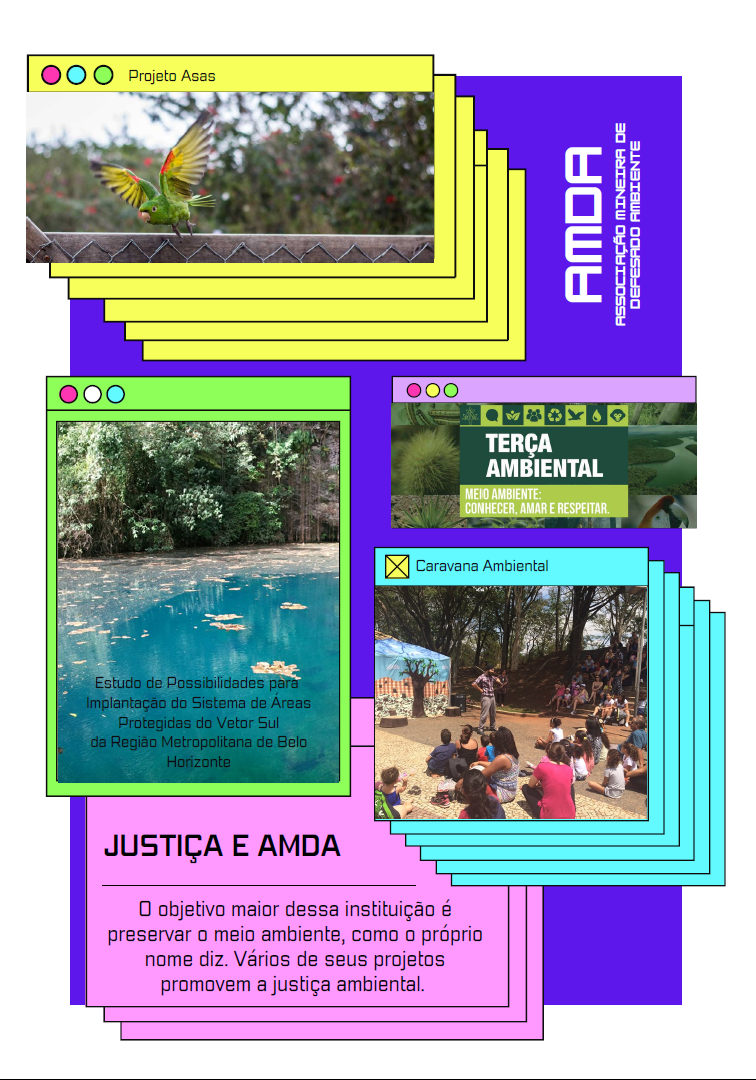 Projeto Asas
AMDA
ASSOCIAÇÃO MINEIRA DE
DEFESADO AMBIENTE
TERÇA
AMBIENTAL
MEIO AMBIENTE:
CONHECER, AMAR E RESPEITAR.
Caravana Ambiental
Estudo de Possibilidades para
Implantação do Sistema de Áreas
Protegidas do Vetor Sul
da Região Metropolitana de Belo
Horizonte
JUSTIÇA E AMDA
O objetivo maior dessa instituição é
preservar o meio ambiente, como o próprio
nome diz. Vários de seus projetos
promovem a justiça ambiental.